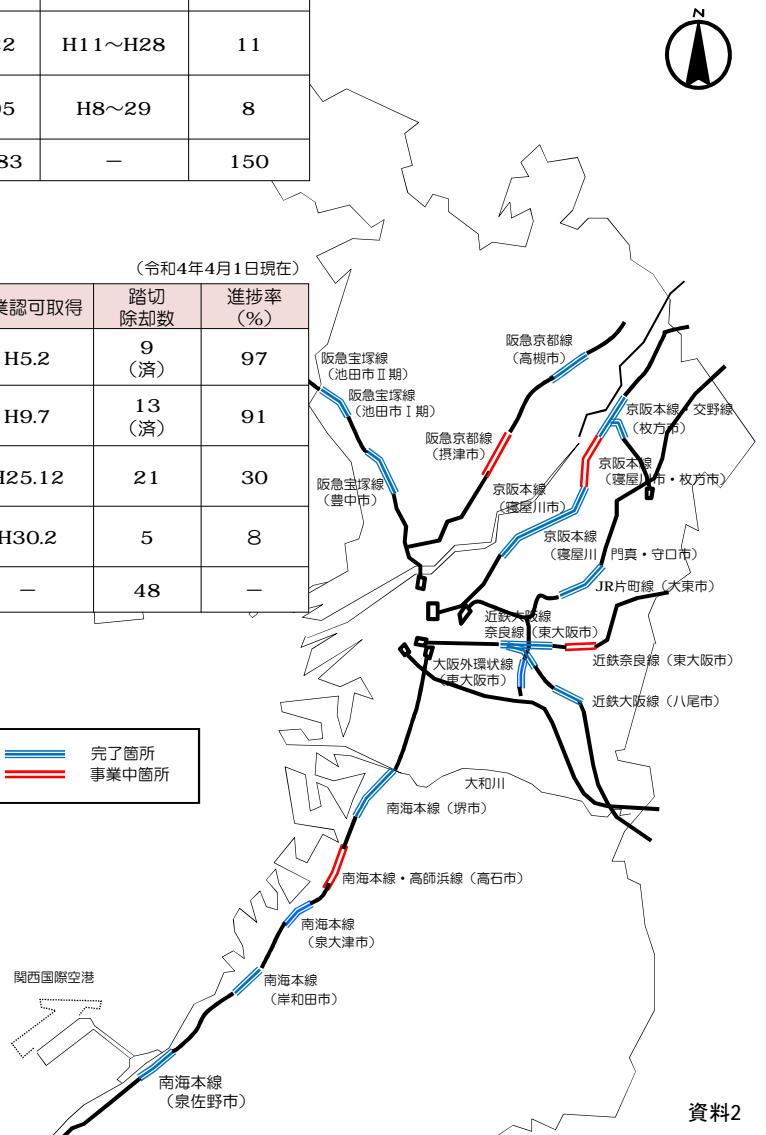 N
2 H11～H28 11
5 H8～29 8
83 － 150
（令和4年4月1日現在）
業認可取得 踏切除却数 進捗率（%）
H5.2 9（済） 97
H9.7 13（済） 91
H25.12 21 30
H30.2 5 8
－ 48 －
阪急京都線
（高槻市）
阪急宝塚線
（池田市Ⅱ期）
阪急宝塚線
（池田市Ⅰ期）
京阪本線・交野線
（枚方市）
阪急京都線
（摂津市）
京阪本線
（寝屋川市・枚方市）
阪急宝塚線
（豊中市）
京阪本線
（寝屋川市）
京阪本線
（寝屋川 門真・守口市）
JR片町線（大東市）
近鉄大阪線
奈良線（東大阪市）
大阪外環状線
（東大阪市）
近鉄奈良線（東大阪市）
近鉄大阪線（八尾市）
完了箇所
事業中箇所
大和川
南海本線（堺市）
南海本線・高師浜線（高石市）
南海本線
（泉大津市）
関西国際空港
南海本線
（岸和田市）
南海本線
（泉佐野市）
資料2